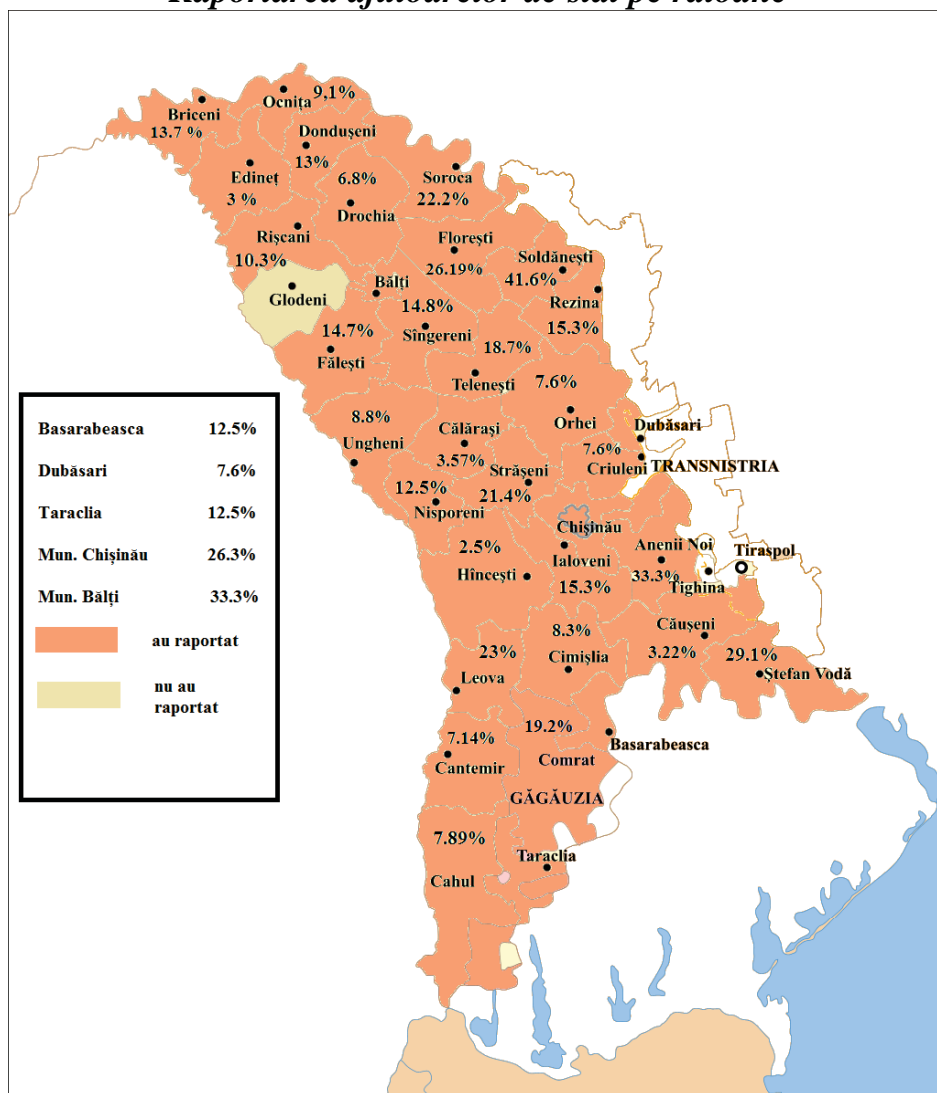 Raportarea ajutoarelor de stat pe raioane
Ocnița 9,1%
Briceni
13.7 %
Dondușeni
13%
Edineț
3 %
6.8%
Drochia
Soroca
22.2%
Rișcani
10.3%
Florești
26.19%
Soldănești
41.6%
Rezina
15.3%
Glodeni
Bălți
14.8%
Sîngereni
14.7%
Fălești
18.7%
Telenești
7.6%
Orhei
8.8%
Ungheni
Călărași
3.57%
Strășeni
21.4%
12.5%
Nisporeni
Dubăsari
7.6%
Criuleni
TRANSNISTRIA
Chișinău
Ialoveni
15.3%
2.5%
Hîncești
Anenii Noi
33.3%
Tiraspol
Tighina
8.3%
Cimișlia
Căușeni
3.22%
29.1%
Ștefan Vodă
23%
Leova
19.2%
Basarabeasca
Comrat
7.14%
Cantemir
GĂGĂUZIA
7.89%
Cahul
Taraclia
Basarabeasca 12.5%
Dubăsari 7.6%
Taraclia 12.5%
Mun. Chișinău 26.3%
Mun. Bălți 33.3%
au raportat
nu au
raportat